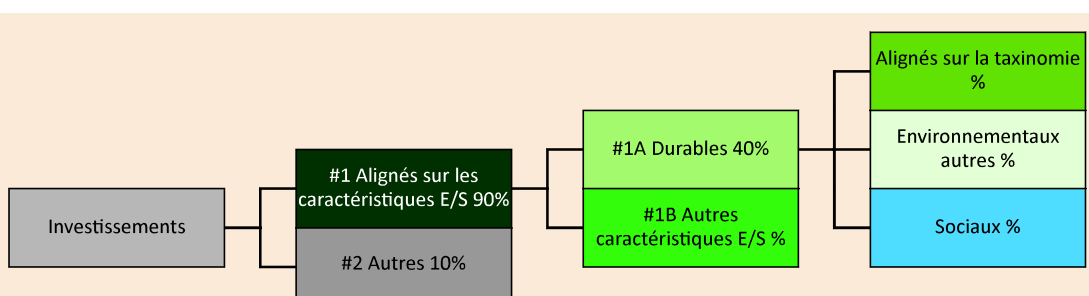 Investissements
#1 Alignés sur les
caractéristiques E/S 90%
#2 Autres 10%
#1A Durables 40%
#1B Autres
caractéristiques E/S %
Alignés sur la taxinomie
%
Environnementaux
autres %
Sociaux %